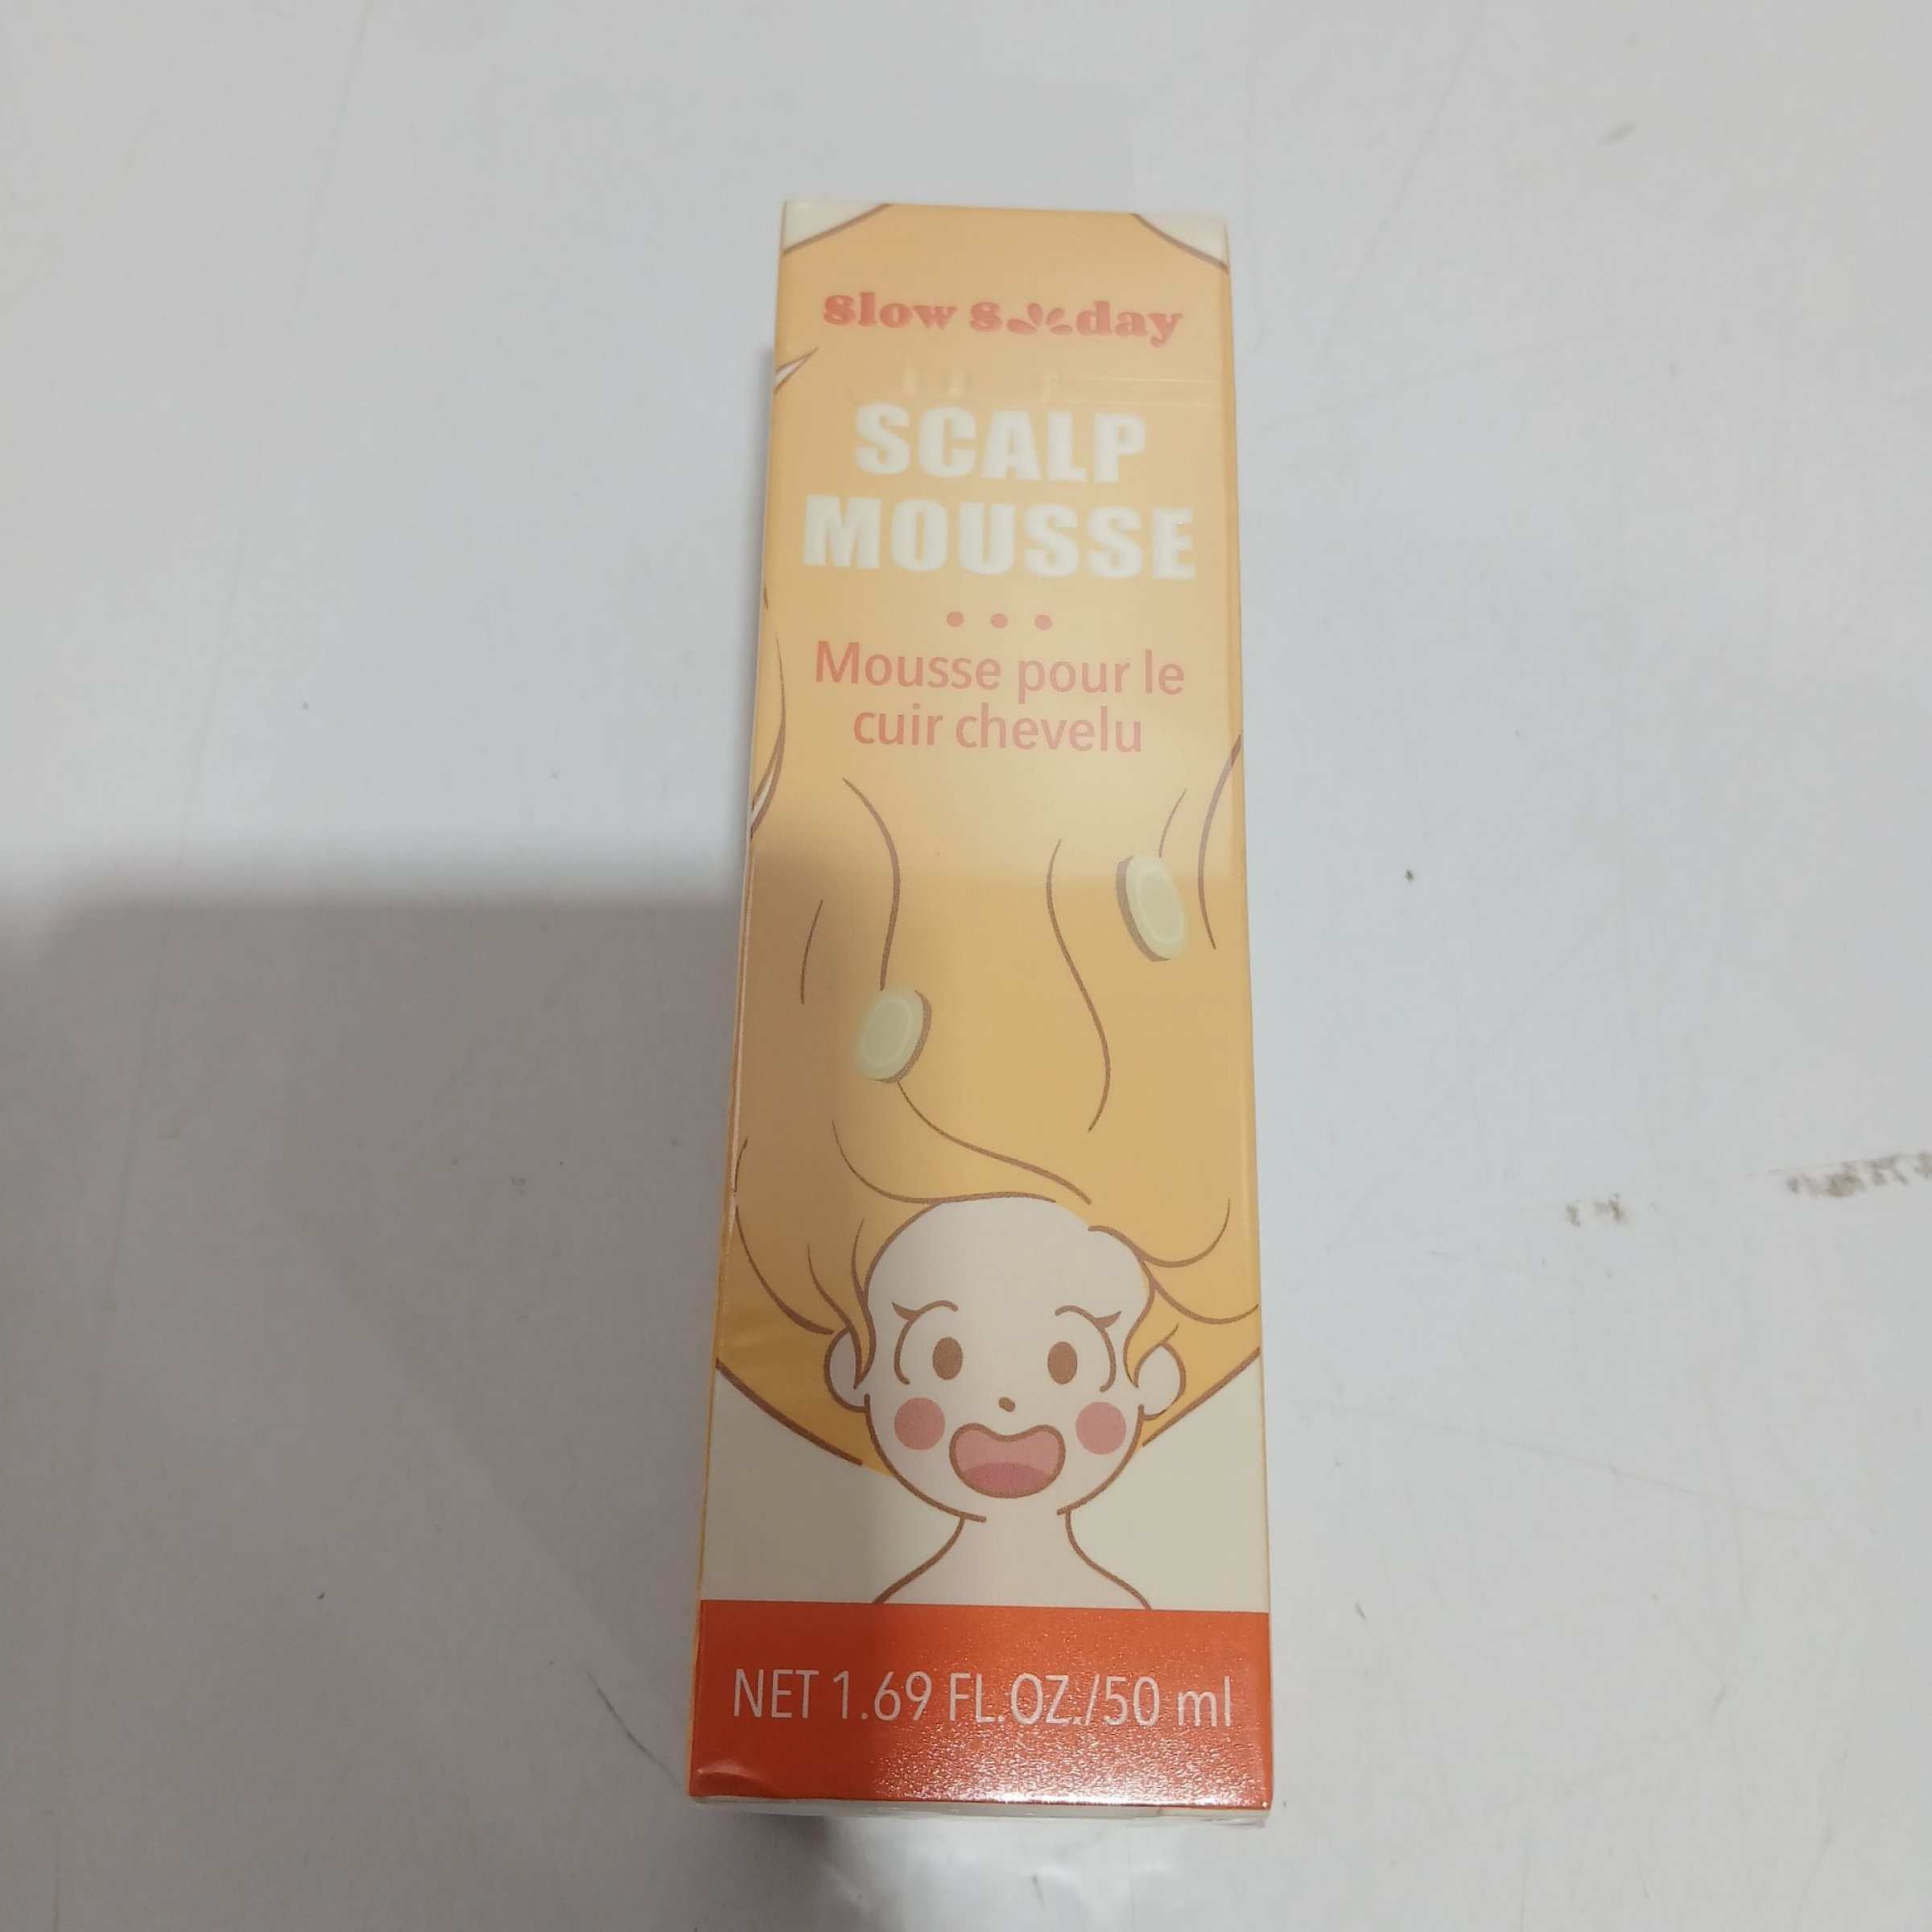 slow sunday
SCALP
MOUSSE
Mousse pour le
cuir chevelu
NET 1.69 FL.OZ./50 ml